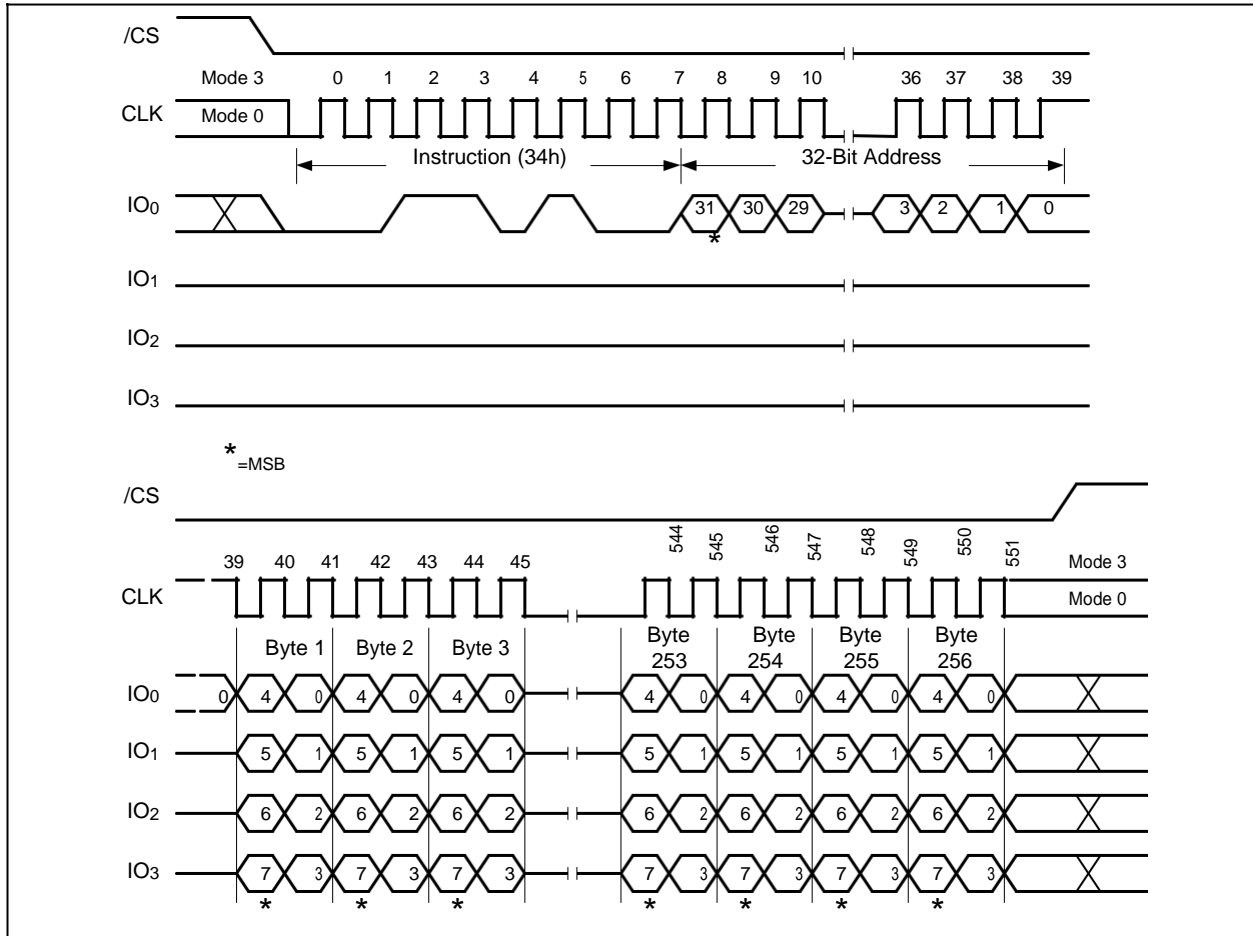 /CS
Mode 3 0 1 2 3 4 5 6 7 8 9 10 36 37 38 39
CLK Mode 0
Instruction (34h) 32-Bit Address
IO0 31 30 29 3 2 1 0
*
IO1
IO2
IO3
* =MSB
/CS
39 40 41 42 43 44 45 544 545 546 547 548 549 550 551 Mode 3
CLK Mode 0
Byte 1 Byte 2 Byte 3 Byte 253 Byte 254 Byte 255 Byte 256
IO0 0 4 0 4 0 4 0 4 0 4 0 4 0 4 0
IO1 5 1 5 1 5 1 5 1 5 1 5 1 5 1
IO2 6 2 6 2 6 2 6 2 6 2 6 2 6 2
IO3 7 3 7 3 7 3 7 3 7 3 7 3 7 3
* * * * * * *